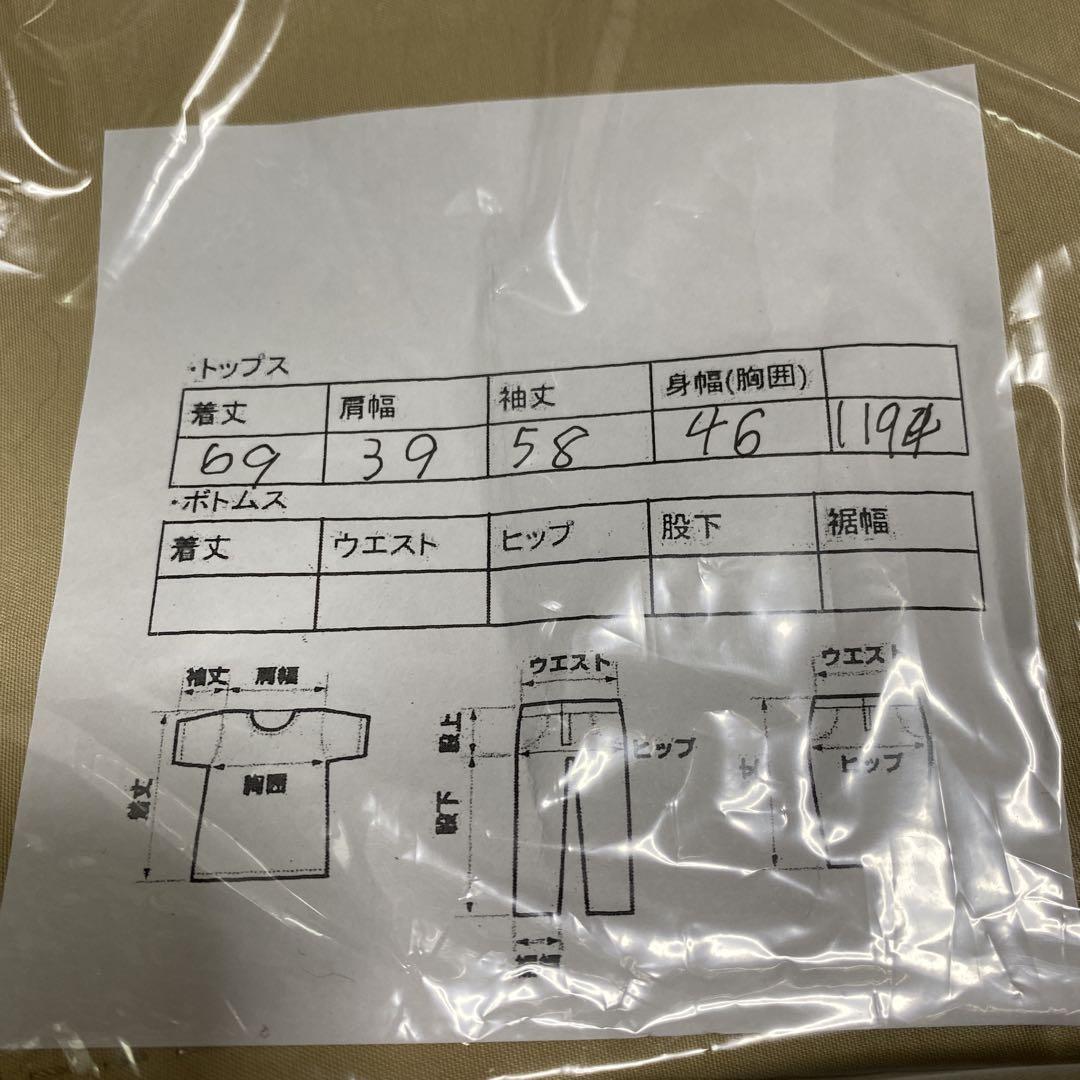 ・トップス
着丈 肩幅 袖丈 身幅(胸囲)
69 39 58 46
・ボトムス
着丈 ウエスト ヒップ 股下 裾幅
袖丈 肩幅
胸囲
着丈
ウエスト
股上
ヒップ
股下
ウエスト
ヒップ
丈